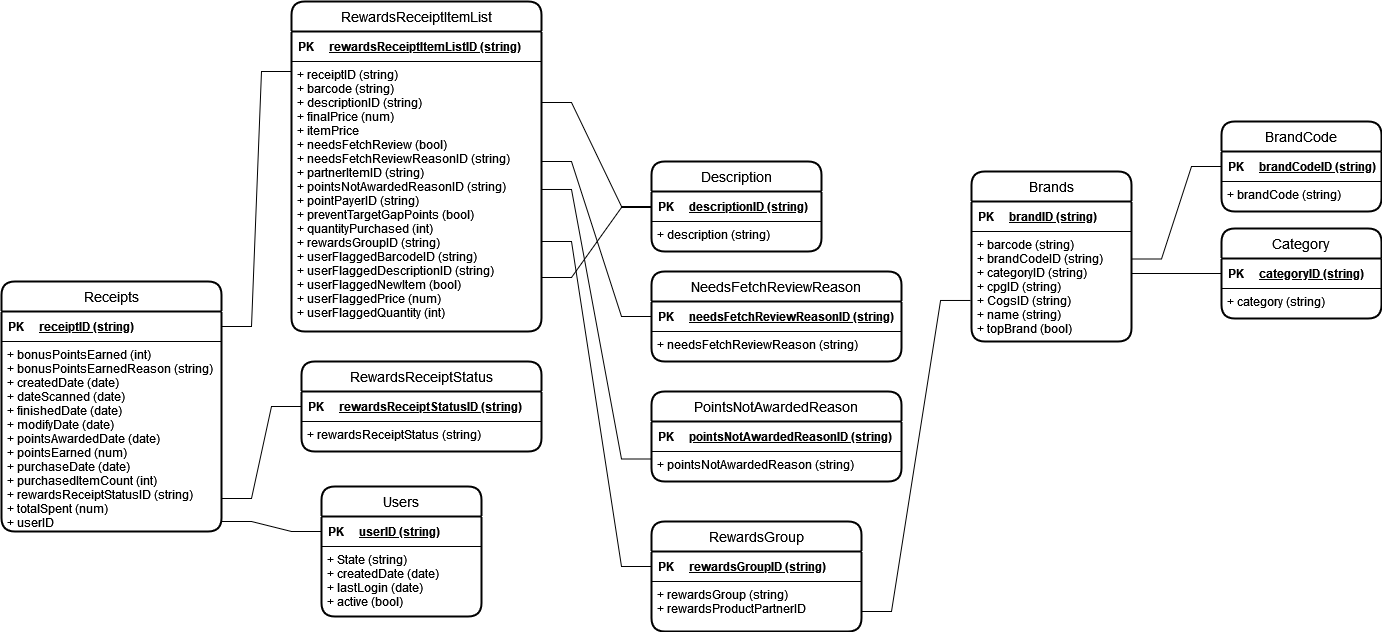 RewardsReceiptItemList
PK rewardsReceiptItemListID (string)
+ receiptID (string)
+ barcode (string)
+ descriptionID (string)
+ finalPrice (num)
+ itemPrice
+ needsFetchReview (bool)
+ needsFetchReviewReasonID (string)
+ partnerItemID (string)
+ pointsNotAwardedReasonID (string)
+ pointPayerID (string)
+ preventTargetGapPoints (bool)
+ quantityPurchased (int)
+ rewardsGroupID (string)
+ userFlaggedBarcodeID (string)
+ userFlaggedDescriptionID (string)
+ userFlaggedNewItem (bool)
+ userFlaggedPrice (num)
+ userFlaggedQuantity (int)
Receipts
PK receiptID (string)
+ bonusPointsEarned (int)
+ bonusPointsEarnedReason (string)
+ createdDate (date)
+ dateScanned (date)
+ finishedDate (date)
+ modifyDate (date)
+ pointsAwardedDate (date)
+ pointsEarned (num)
+ purchaseDate (date)
+ purchasedItemCount (int)
+ rewardsReceiptStatusID (string)
+ totalSpent (num)
+ userID
RewardsReceiptStatus
PK rewardsReceiptStatusID (string)
+ rewardsReceiptStatus (string)
Users
PK userID (string)
+ State (string)
+ createdDate (date)
+ lastLogin (date)
+ active (bool)
Description
PK descriptionID (string)
+ description (string)
NeedsFetchReviewReason
PK needsFetchReviewReasonID (string)
+ needsFetchReviewReason (string)
PointsNotAwardedReason
PK pointsNotAwardedReasonID (string)
+ pointsNotAwardedReason (string)
RewardsGroup
PK rewardsGroupID (string)
+ rewardsGroup (string)
+ rewardsProductPartnerID
Brands
PK brandID (string)
+ barcode (string)
+ brandCodeID (string)
+ categoryID (string)
+ cpgID (string)
+ CogsID (string)
+ name (string)
+ topBrand (bool)
BrandCode
PK brandCodeID (string)
+ brandCode (string)
Category
PK categoryID (string)
+ category (string)